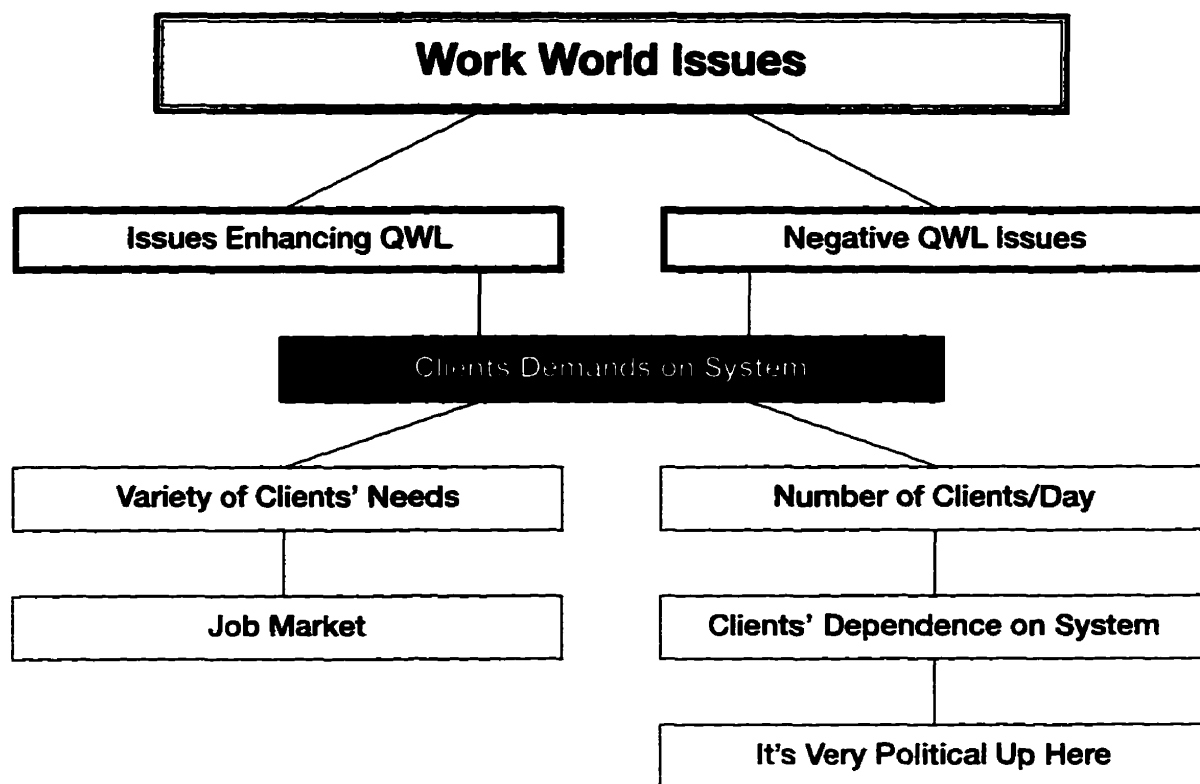 Work World Issues
Issues Enhancing QWL
Negative QWL Issues
Clients Demands on System
Variety of Clients' Needs
Number of Clients/Day
Job Market
Clients' Dependence on System
It's Very Political Up Here